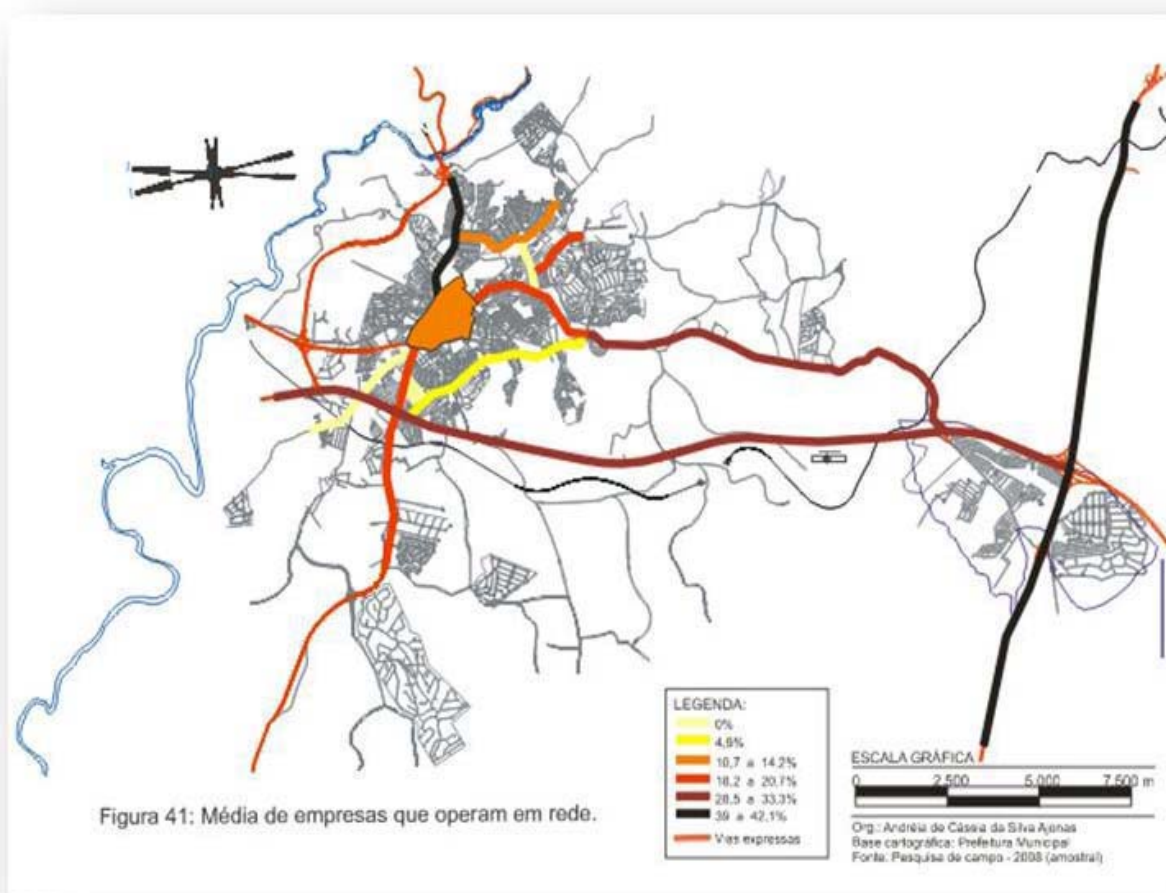 LEGENDA:
0%
4,6%
10,7 a 14,2%
18,2 a 20,7%
28,5 a 33,3%
39 a 42,1%
Vias expressas
ESCALA GRÁFICA
0 2.500 5.000 7.500 m
Org.: Andréia de Cássia da Silva Ajonas
Base cartográfica: Prefeitura Municipal
Fonte: Pesquisa de campo - 2008 (amostral)
Figura 41: Média de empresas que operam em rede.